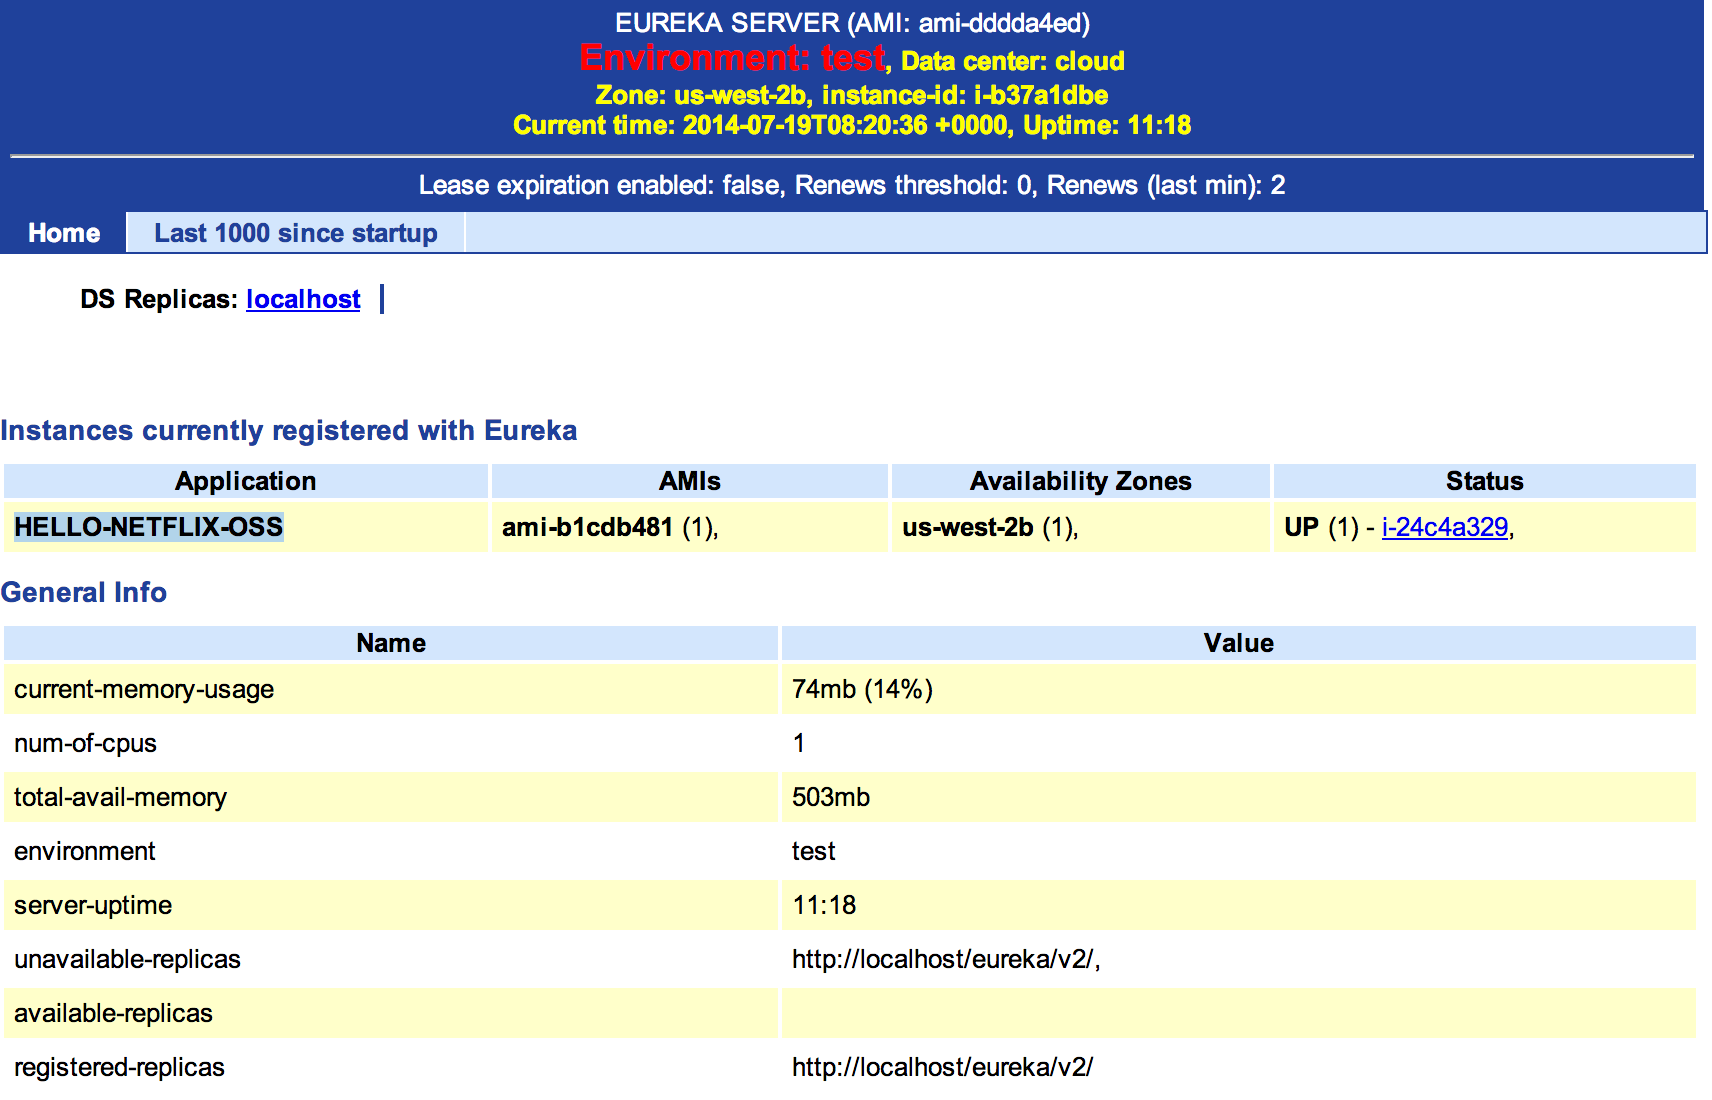 EUREKA SERVER (AMI: ami-dddda4ed)
Environment: test, Data center: cloud
Zone: us-west-2b, instance-id: i-b37a1dbe
Current time: 2014-07-19T08:20:36 +0000, Uptime: 11:18
Lease expiration enabled: false, Renews threshold: 0, Renews (last min): 2
Home Last 1000 since startup
DS Replicas: localhost
Instances currently registered with Eureka
Application AMIs Availability Zones Status
HELLO-NETFLIX-OSS ami-b1cdb481 (1), us-west-2b (1), UP (1) - i-24c4a329,
General Info
Name Value
current-memory-usage 74mb (14%)
num-of-cpus 1
total-avail-memory 503mb
environment test
server-uptime 11:18
unavailable-replicas http://localhost/eureka/v2/,
available-replicas
registered-replicas http://localhost/eureka/v2/